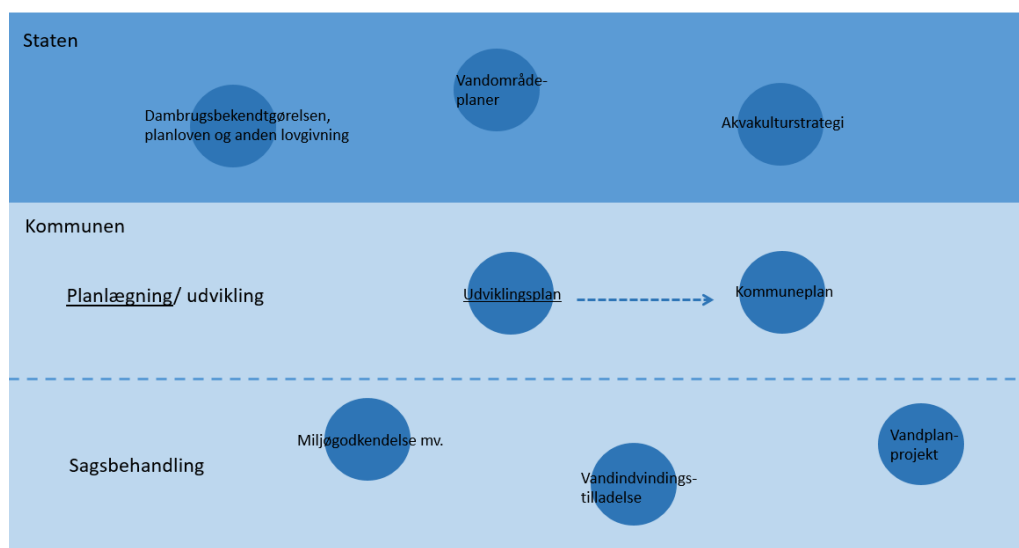 Staten
Vandområde-
planer
Dambrugsbekendtgørelsen,
planloven og anden lovgivning
Akvakulturstrategi
Kommunen
Planlægning/ udvikling
Udviklingsplan
Kommuneplan
Sagsbehandling
Miljøgodkendelse mv.
Vandindvindings-
tilladelse
Vandplan-
projekt